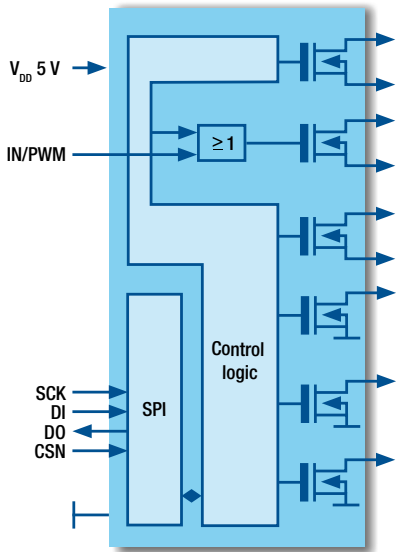 V_DD 5 V
IN/PWM
≥1
Control
logic
SCK
DI
DO
CSN
SPI